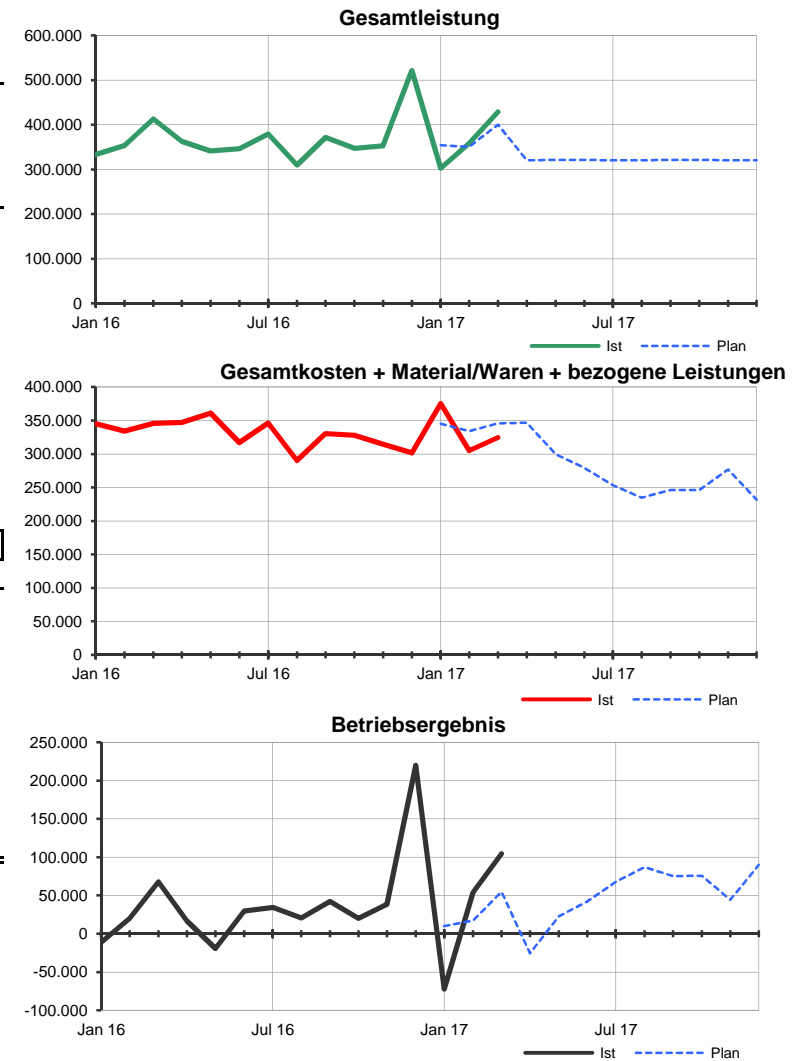 Gesamtleistung
600.000
500.000
400.000
300.000
200.000
100.000
0
Jan 16 Jul 16 Jan 17 Jul 17
Ist Plan
Gesamtkosten + Material/Waren + bezogene Leistungen
400.000
350.000
300.000
250.000
200.000
150.000
100.000
50.000
0
Jan 16 Jul 16 Jan 17 Jul 17
Ist Plan
Betriebsergebnis
250.000
200.000
150.000
100.000
50.000
0
-50.000
-100.000
Jan 16 Jul 16 Jan 17 Jul 17
Ist Plan